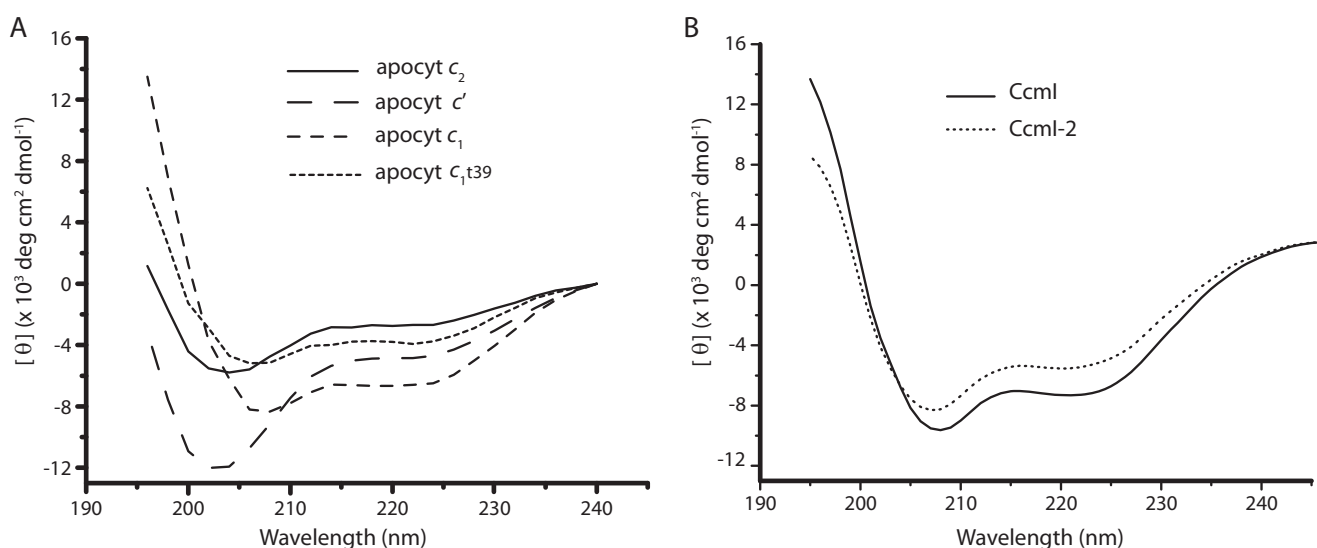 A
16
12
8
4
0
-4
-8
-12
[ θ] (x 10³ deg cm² dmol⁻¹)
190
200
210
220
230
240
Wavelength (nm)
apocyt c₂
apocyt c'
apocyt c₁
apocyt c₁t39
B
16
12
8
4
0
-4
-8
-12
[ θ] (x 10³ deg cm² dmol⁻¹)
190
200
210
220
230
240
Wavelength (nm)
CcmI
CcmI-2